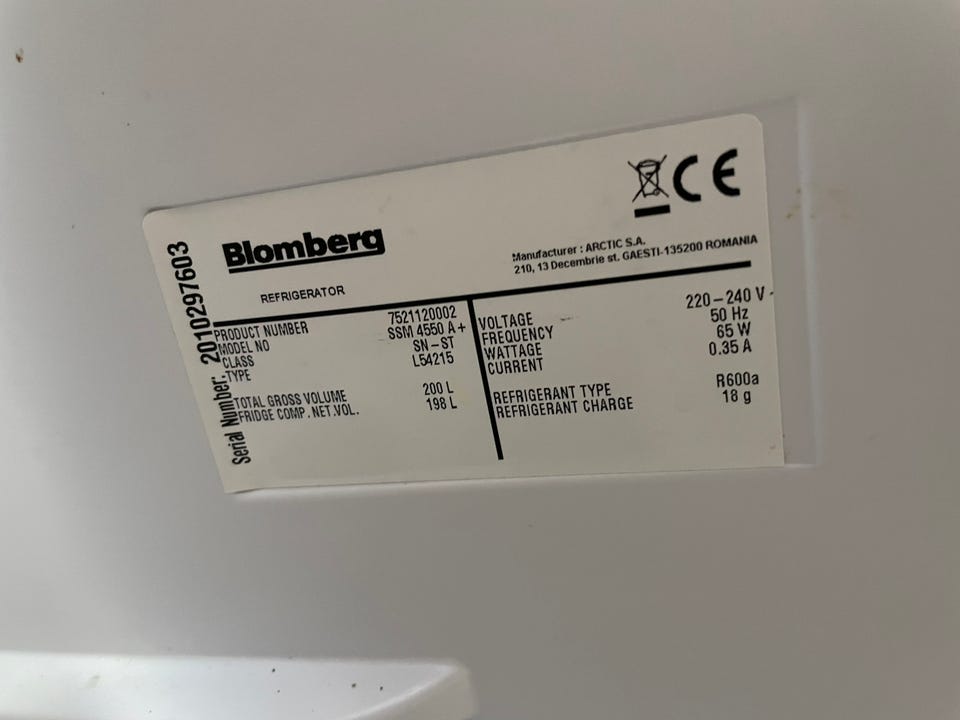 Blomberg
REFRIGERATOR
Manufacturer : ARCTIC S.A.
210, 13 Decembrie st. GAESTI-135200 ROMANIA
CE
Serial Number: 2010297603
PRODUCT NUMBER 7521120002
MODEL NO SSM 4550 A+
CLASS SN-ST
TYPE L54215
TOTAL GROSS VOLUME 200 L
FRIDGE COMP. NET.VOL. 198 L
VOLTAGE 220-240 V
FREQUENCY 50 Hz
WATTAGE 65 W
CURRENT 0.35 A
REFRIGERANT TYPE R600a
REFRIGERANT CHARGE 18 g